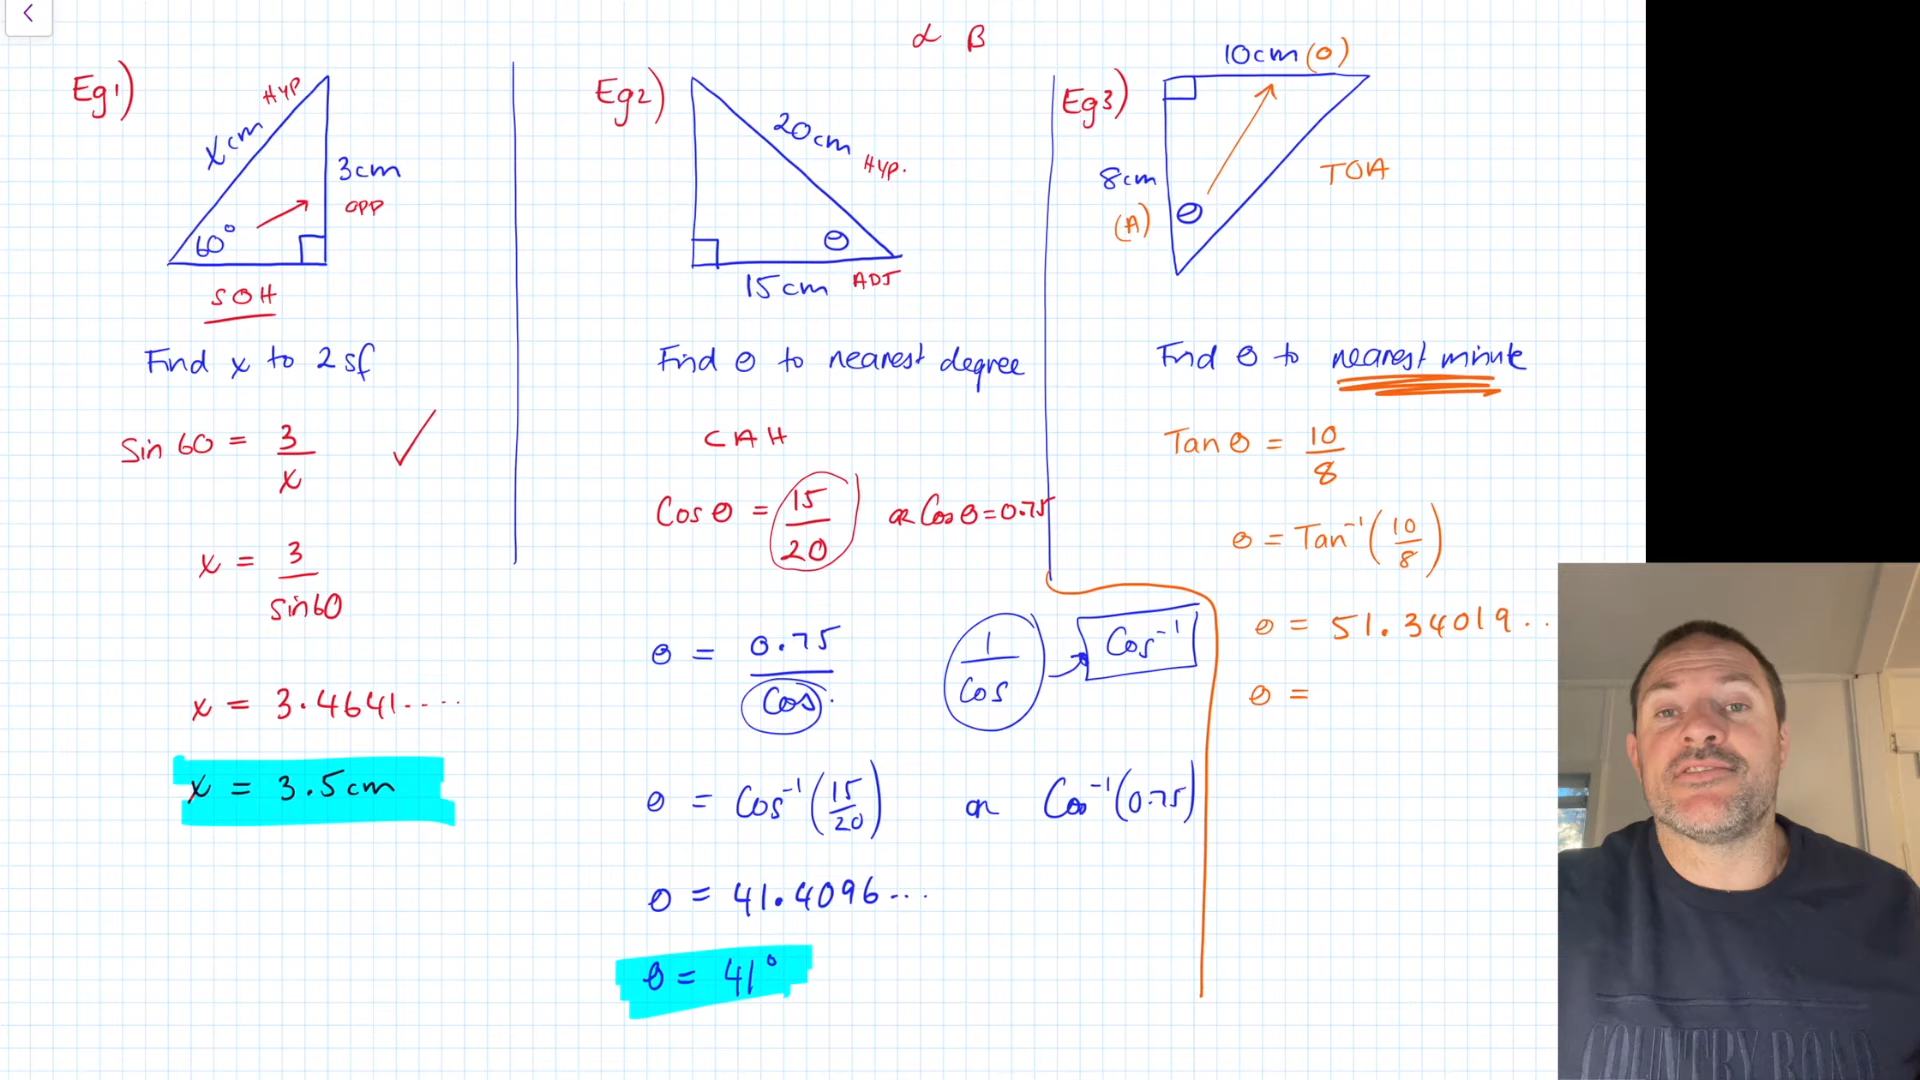 α β
Eg1)
HYP
x cm
3cm
OPP
60°
SOH
Find x to 2 sf
Sin 60 = 3/x
x = 3/sin60
x = 3.4641....
x = 3.5cm
Eg2)
20cm
Hyp.
θ
15cm ADJ
Find θ to nearest degree
CAH
Cos θ = 15/20 or Cos θ = 0.75
θ = 0.75/Cos. 1/Cos Cos⁻¹
θ = Cos⁻¹(15/20) or Cos⁻¹(0.75)
θ = 41.4096...
θ = 41°
Eg3)
10cm (O)
8cm
(A)
θ
TOA
Find θ to nearest minute
Tan θ = 10/8
θ = Tan⁻¹(10/8)
θ = 51.34019..
θ =
COUNTRY ROAD